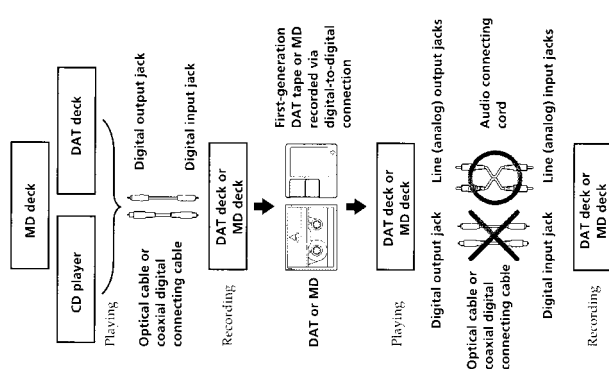 MD deck
CD player
DAT deck
Playing
Optical cable or
coaxial digital
connecting cable
Digital output jack
Digital input jack
Recording
DAT deck or
MD deck
DAT or MD
First-generation
DAT tape or MD
recorded via
digital-to-digital
connection
Playing
DAT deck or
MD deck
Digital output jack
Line (analog) output jacks
Optical cable or
coaxial digital
connecting cable
Audio connecting
cord
Digital input jack
Line (analog) input jacks
Recording
DAT deck or
MD deck